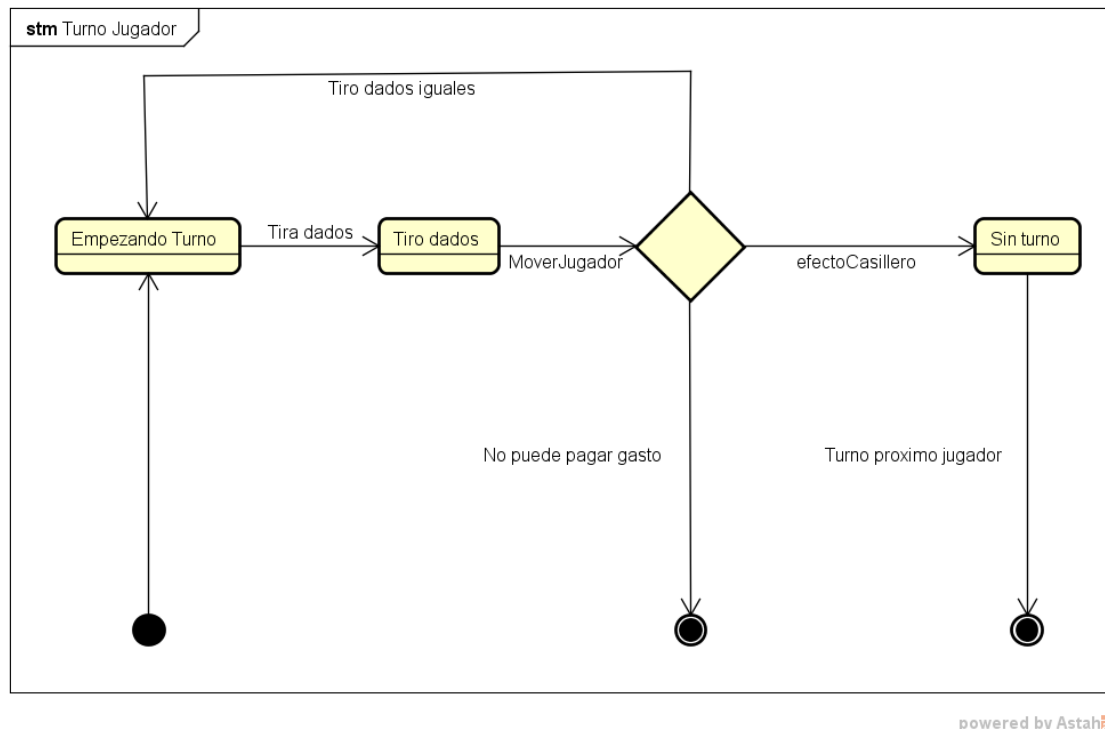 stm Turno Jugador
Tiro dados iguales
Empezando Turno
Tira dados
Tiro dados
MoverJugador
efectoCasillero
Sin turno
No puede pagar gasto
Turno proximo jugador
powered by Astah